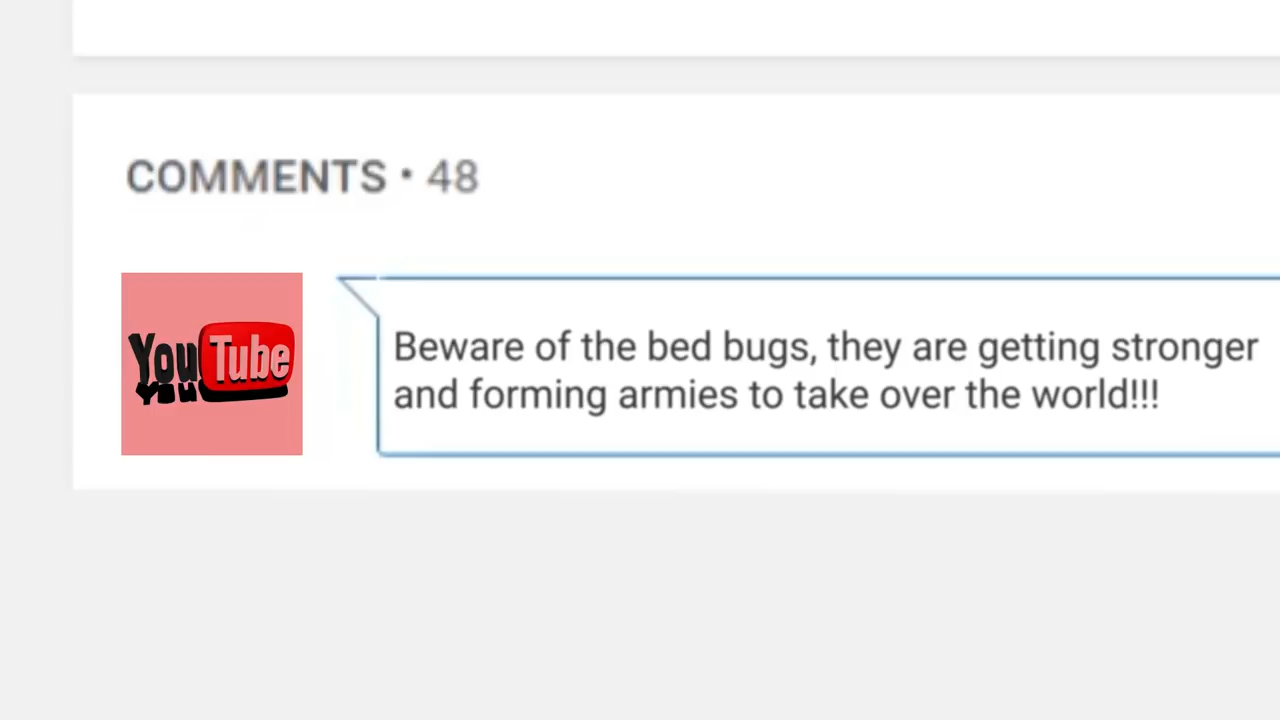 COMMENTS • 48
YouTube
Beware of the bed bugs, they are getting stronger
and forming armies to take over the world!!!